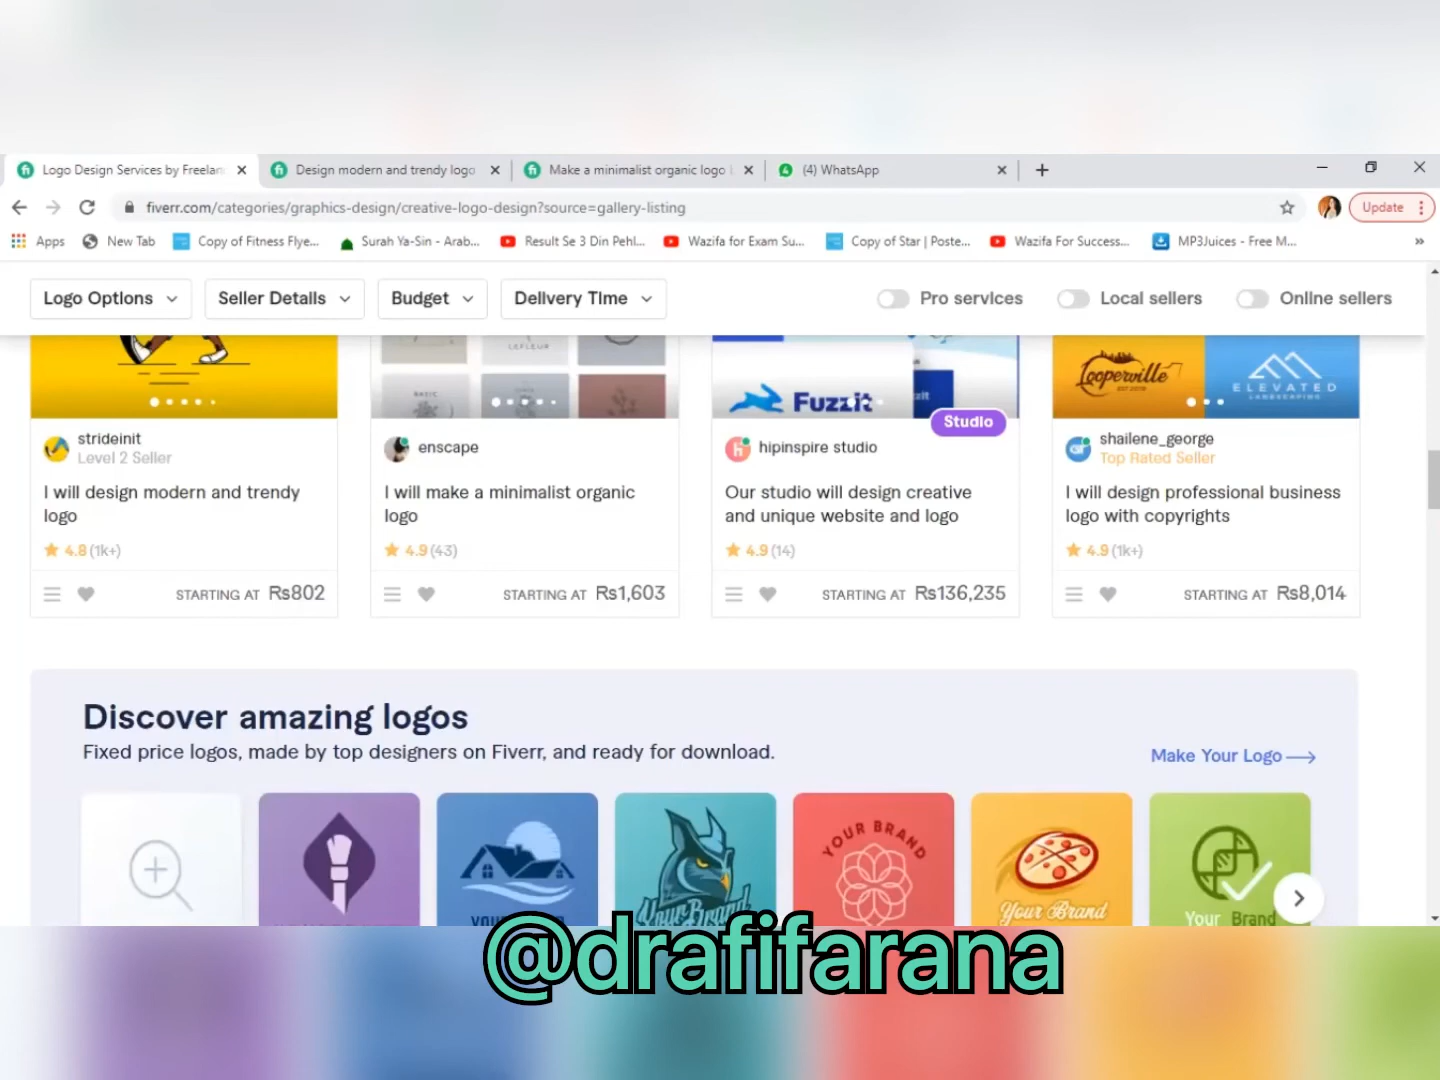 Logo Design Services by Freelan
Design modern and trendy logo
Make a minimalist organic logo
(4) WhatsApp
fiverr.com/categories/graphics-design/creative-logo-design?source=gallery-listing
Update
Apps
New Tab
Copy of Fitness Flye...
Surah Ya-Sin - Arab...
Result Se 3 Din Pehl...
Wazifa for Exam Su...
Copy of Star | Poste...
Wazifa For Success...
MP3Juices - Free M...
»
Logo Options
Seller Details
Budget
Delivery Time
Pro services
Local sellers
Online sellers
LEFLEUR
BASIC
Fuzzit
Looperville
ELEVATED
LANDSCAPING
Studio
strideinit
Level 2 Seller
I will design modern and trendy
logo
4.8 (1k+)
STARTING AT Rs802
enscape
I will make a minimalist organic
logo
4.9 (43)
STARTING AT Rs1,603
hipinspire studio
Our studio will design creative
and unique website and logo
4.9 (14)
STARTING AT Rs136,235
shailene_george
Top Rated Seller
I will design professional business
logo with copyrights
4.9 (1k+)
STARTING AT Rs8,014
Discover amazing logos
Fixed price logos, made by top designers on Fiverr, and ready for download.
Make Your Logo
Your Brand
YOUR BRAND
Your Brand
Your Brand
@drafifarana